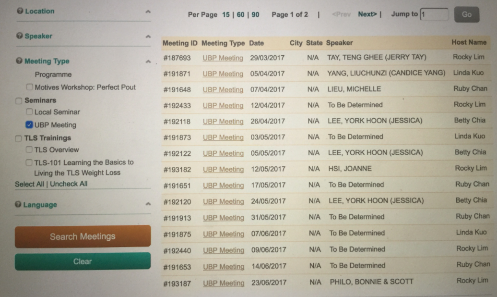 Location
Speaker
Meeting Type
Programme
Motives Workshop: Perfect Pout
Seminars
Local Seminar
UBP Meeting
TLS Trainings
TLS Overview
TLS-101 Learning the Basics to
Living the TLS Weight Loss
Select All | Uncheck All
Language
Search Meetings
Clear
Per Page 15 | 60 | 90 Page 1 of 2 | <Prev Next> | Jump to 1 Go
Meeting ID Meeting Type Date City State Speaker Host Name
#187693 UBP Meeting 29/03/2017 N/A TAY, TENG GHEE (JERRY TAY) Rocky Lim
#191871 UBP Meeting 05/04/2017 N/A YANG, LIUCHUNZI (CANDICE YANG) Linda Kuo
#191648 UBP Meeting 07/04/2017 N/A LIEU, MICHELLE Ruby Chan
#192433 UBP Meeting 12/04/2017 N/A To Be Determined Rocky Lim
#192118 UBP Meeting 26/04/2017 N/A LEE, YORK HOON (JESSICA) Betty Chia
#191873 UBP Meeting 03/05/2017 N/A To Be Determined Linda Kuo
#192122 UBP Meeting 05/05/2017 N/A LEE, YORK HOON (JESSICA) Betty Chia
#193182 UBP Meeting 12/05/2017 N/A HSI, JOANNE Rocky Lim
#191651 UBP Meeting 17/05/2017 N/A To Be Determined Ruby Chan
#192120 UBP Meeting 24/05/2017 N/A LEE, YORK HOON (JESSICA) Betty Chia
#191913 UBP Meeting 31/05/2017 N/A To Be Determined Ruby Chan
#191875 UBP Meeting 07/06/2017 N/A To Be Determined Linda Kuo
#192440 UBP Meeting 09/06/2017 N/A To Be Determined Rocky Lim
#191653 UBP Meeting 14/06/2017 N/A To Be Determined Ruby Chan
#193187 UBP Meeting 23/06/2017 N/A PHILO, BONNIE & SCOTT Rocky Lim